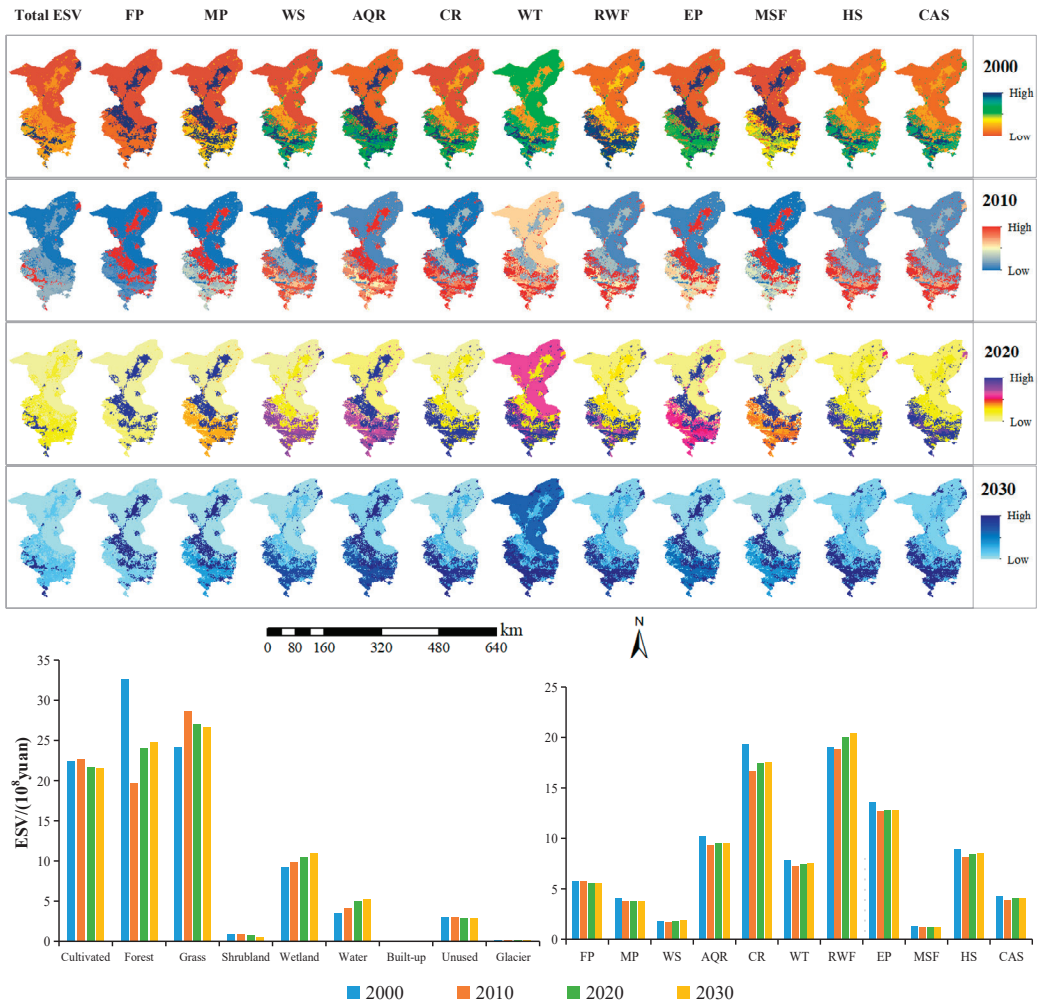 Total ESV FP MP WS AQR CR WT RWF EP MSF HS CAS
2000
High
Low
2010
High
Low
2020
High
Low
2030
High
Low
0 80 160 320 480 640 km
N
ESV/(10⁸yuan)
35
30
25
20
15
10
5
0
Cultivated Forest Grass Shrubland Wetland Water Built-up Unused Glacier
25
20
15
10
5
0
FP MP WS AQR CR WT RWF EP MSF HS CAS
2000 2010 2020 2030